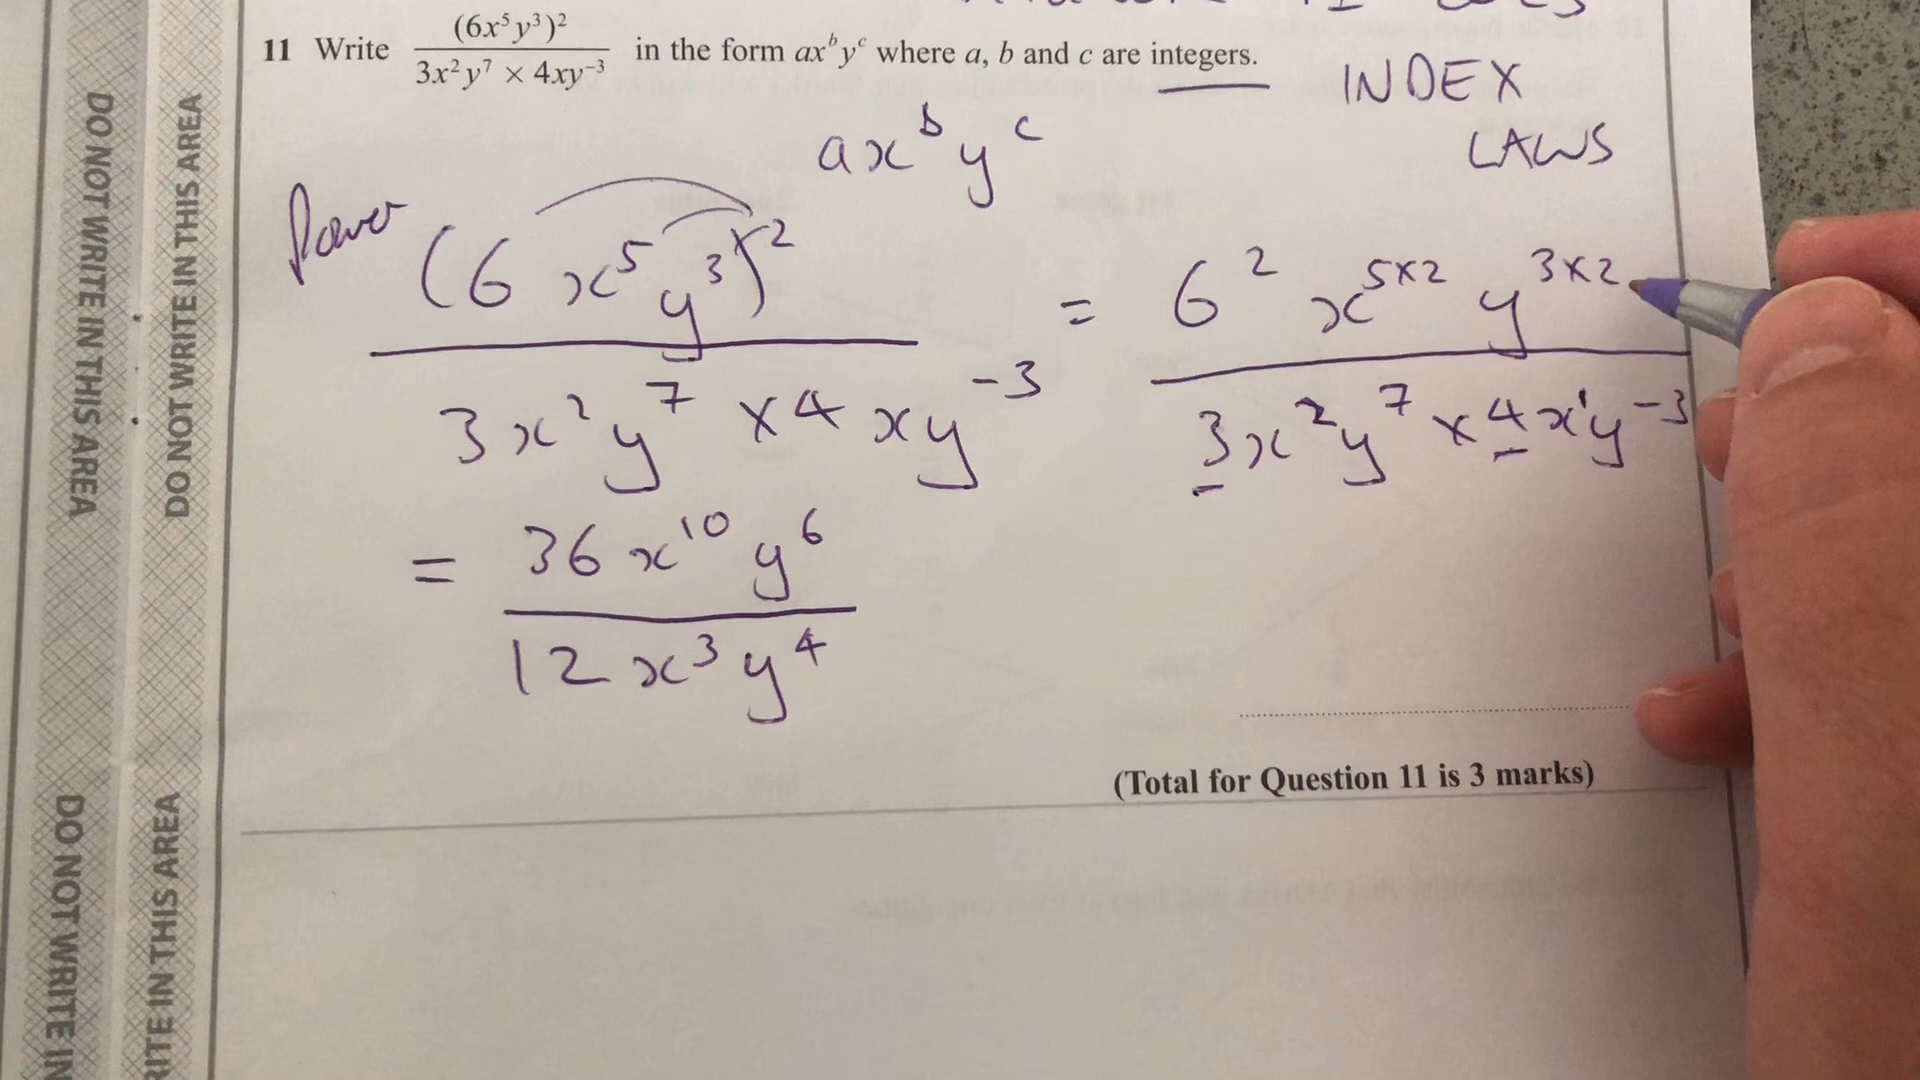 11 Write (6x⁵y³)² / 3x²y⁷ × 4xy⁻³ in the form axᵇyᶜ where a, b and c are integers.
INDEX
LAWS
axᵇyᶜ
Power
(6x⁵y³)² / 3x²y⁷ × 4xy⁻³ = 6² x⁵ˣ² y³ˣ² / 3x²y⁷ × 4x¹y⁻³
= 36x¹⁰y⁶ / 12x³y⁴
(Total for Question 11 is 3 marks)
DO NOT WRITE IN THIS AREA
DO NOT WRITE IN THIS AREA
DO NOT WRITE IN
RITE IN THIS AREA